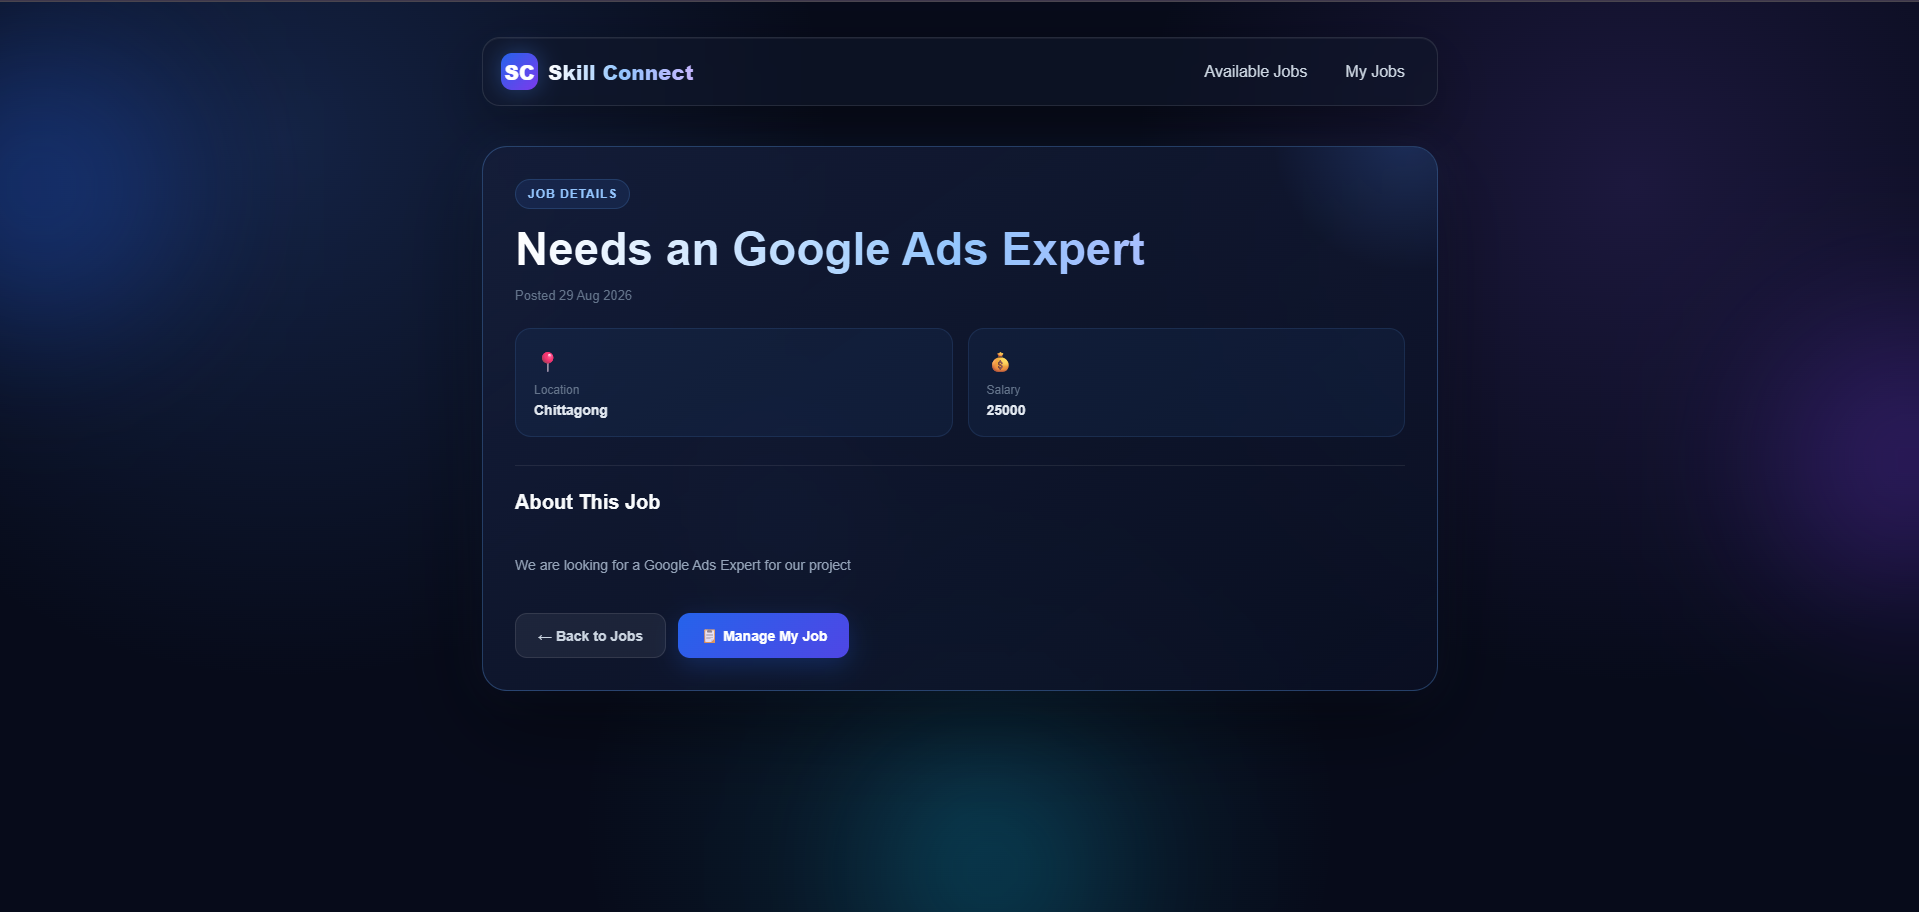 SC Skill Connect
Available Jobs
My Jobs
JOB DETAILS
Needs an Google Ads Expert
Posted 29 Aug 2026
Location
Chittagong
Salary
25000
About This Job
We are looking for a Google Ads Expert for our project
← Back to Jobs
Manage My Job